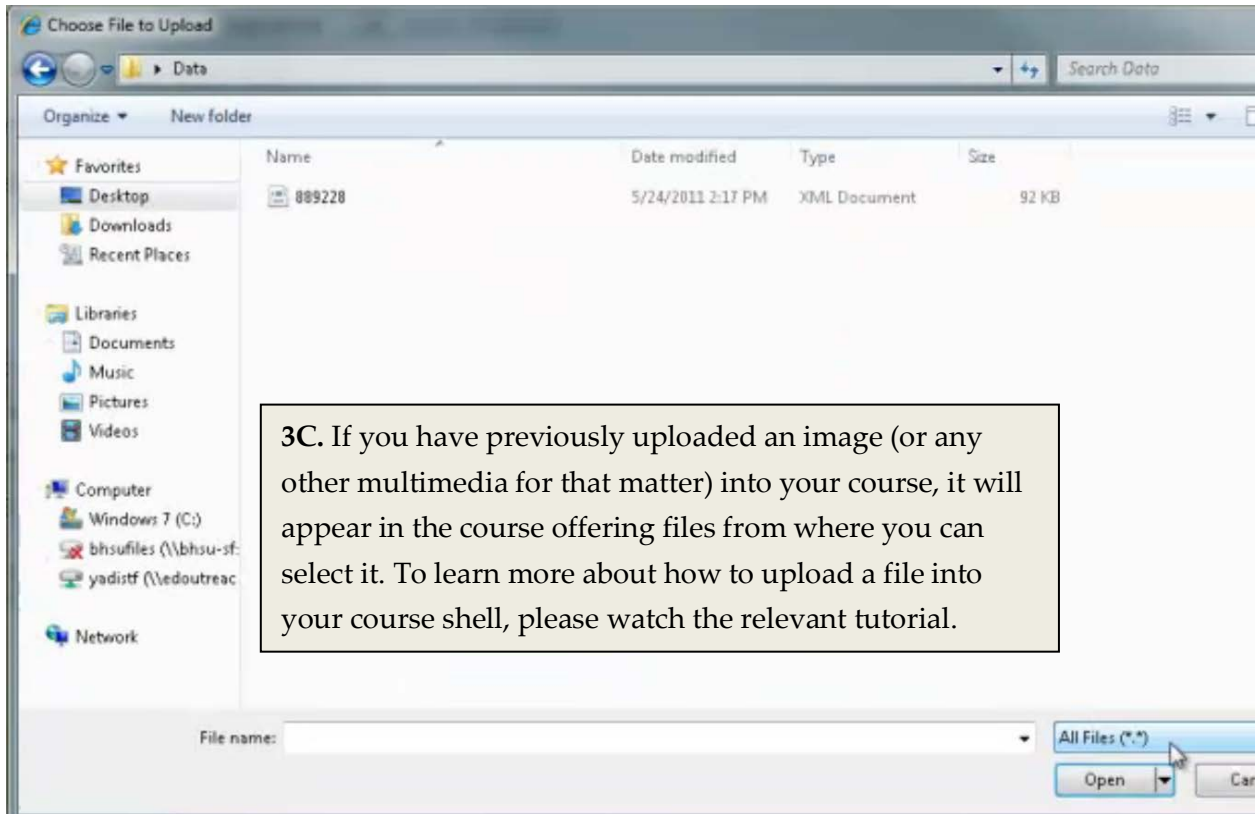 Choose File to Upload
Data
Search Data
Organize
New folder
Name
Date modified
Type
Size
Favorites
Desktop
Downloads
Recent Places
889228
5/24/2011 2:17 PM
XML Document
92 KB
Libraries
Documents
Music
Pictures
Videos
Computer
Windows 7 (C:)
bhsufiles (\\bhsu-sf:
yadistf (\\edoutreac
Network
3C. If you have previously uploaded an image (or any
other multimedia for that matter) into your course, it will
appear in the course offering files from where you can
select it. To learn more about how to upload a file into
your course shell, please watch the relevant tutorial.
File name:
All Files (*.*)
Open
Can